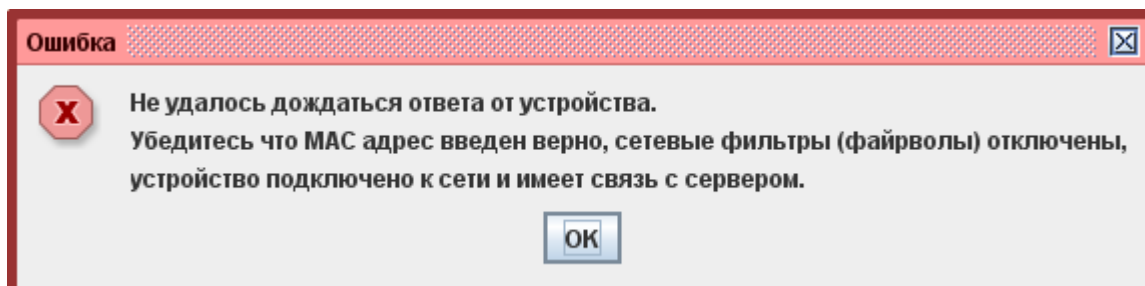 Ошибка
Не удалось дождаться ответа от устройства.
Убедитесь что МАС адрес введен верно, сетевые фильтры (файрволы) отключены,
устройство подключено к сети и имеет связь с сервером.
ОК